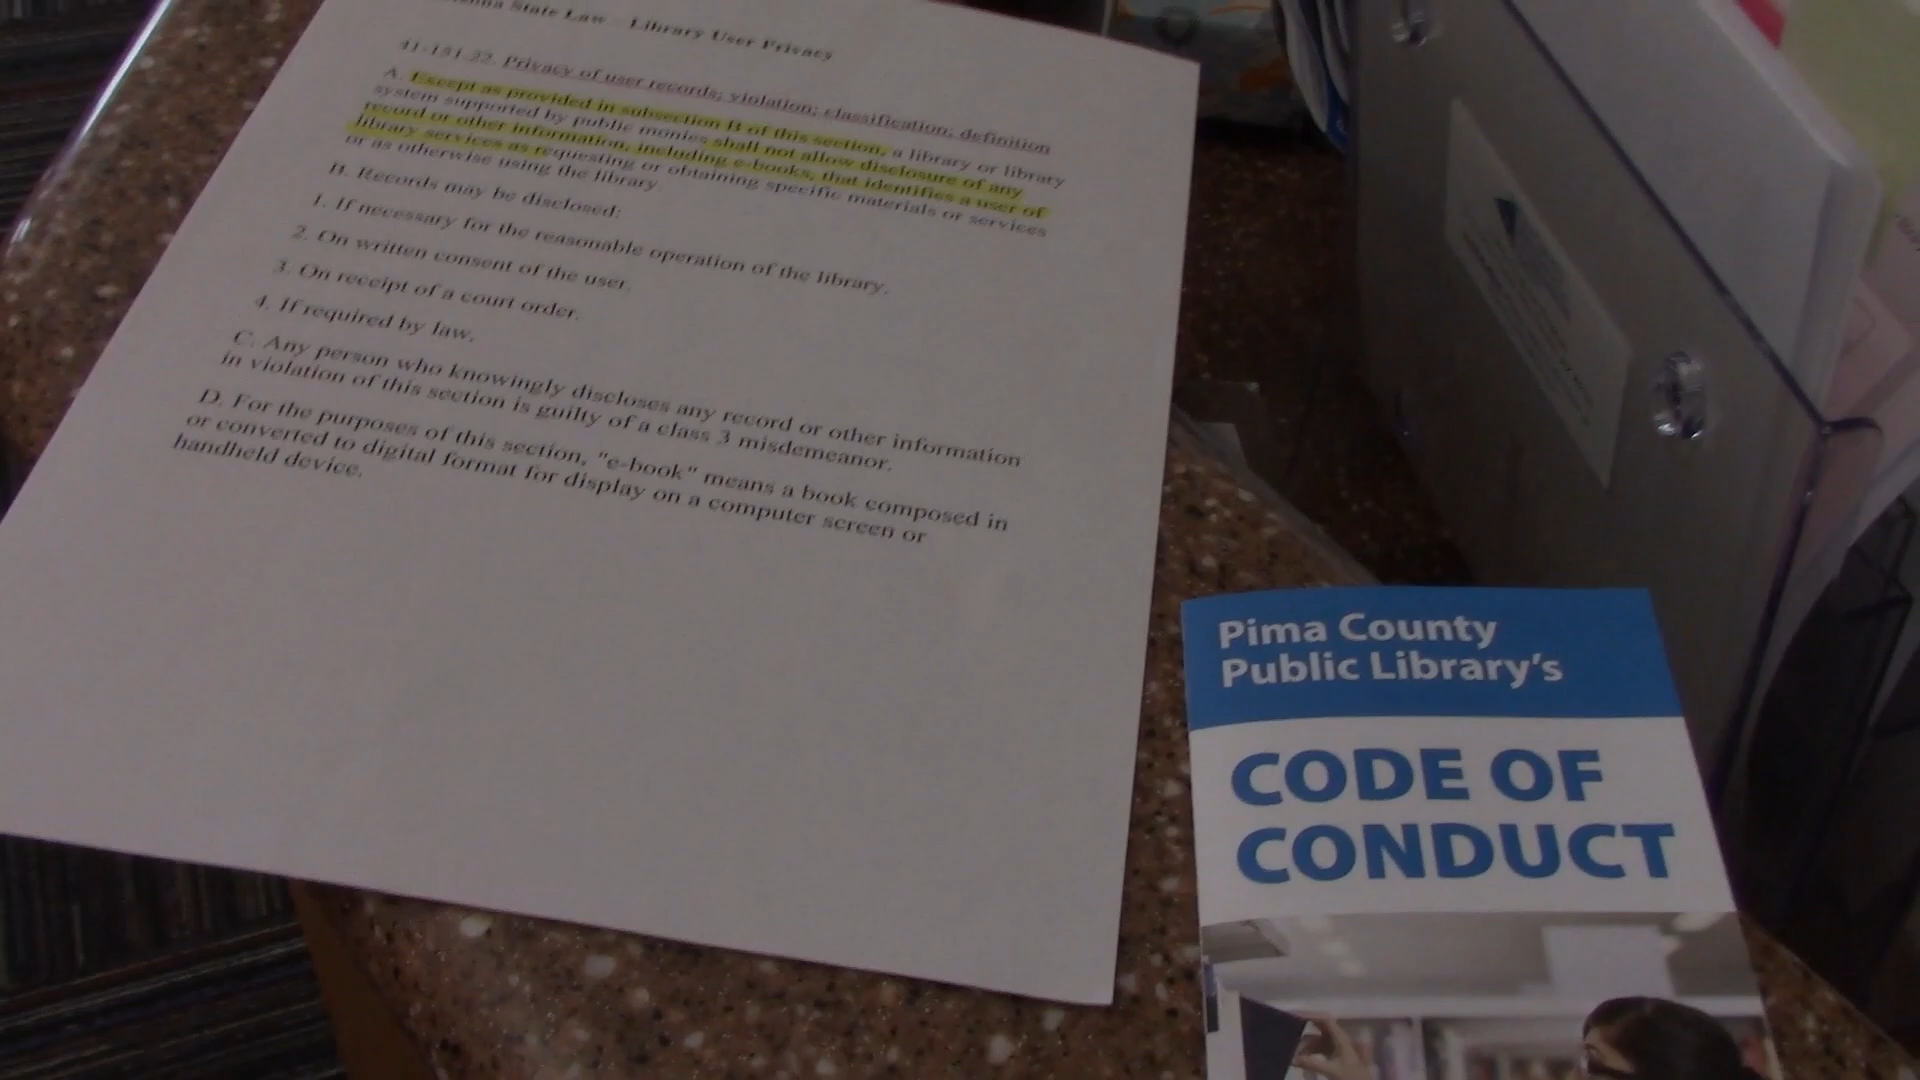 State Law – Library User Privacy
41-151.22. Privacy of user records; violation; classification; definition
A. Except as provided in subsection B of this section, a library or library
system supported by public monies shall not allow disclosure of any
record or other information, including e-books, that identifies a user of
library services as requesting or obtaining specific materials or services
or as otherwise using the library
B. Records may be disclosed:
1. If necessary for the reasonable operation of the library.
2. On written consent of the user.
3. On receipt of a court order.
4. If required by law.
C. Any person who knowingly discloses any record or other information
in violation of this section is guilty of a class 3 misdemeanor.
D. For the purposes of this section, "e-book" means a book composed in
or converted to digital format for display on a computer screen or
handheld device.
Pima County
Public Library's
CODE OF
CONDUCT